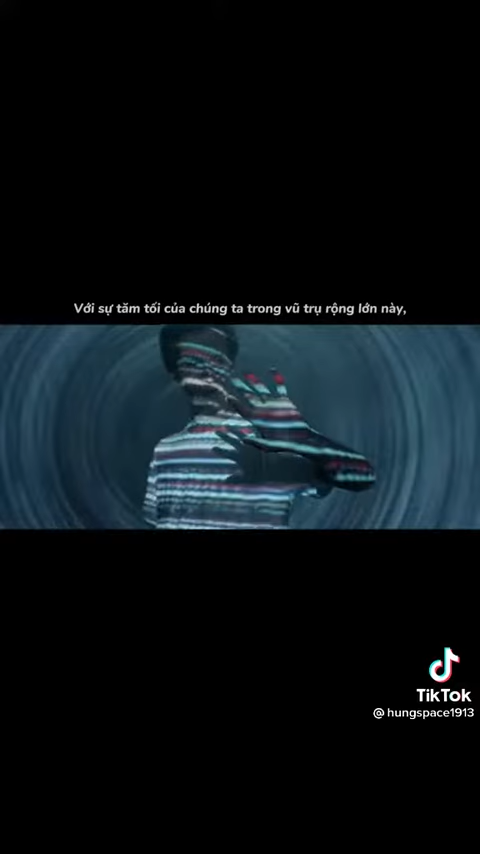 Với sự tăm tối của chúng ta trong vũ trụ rộng lớn này,
TikTok
@hungspace1913